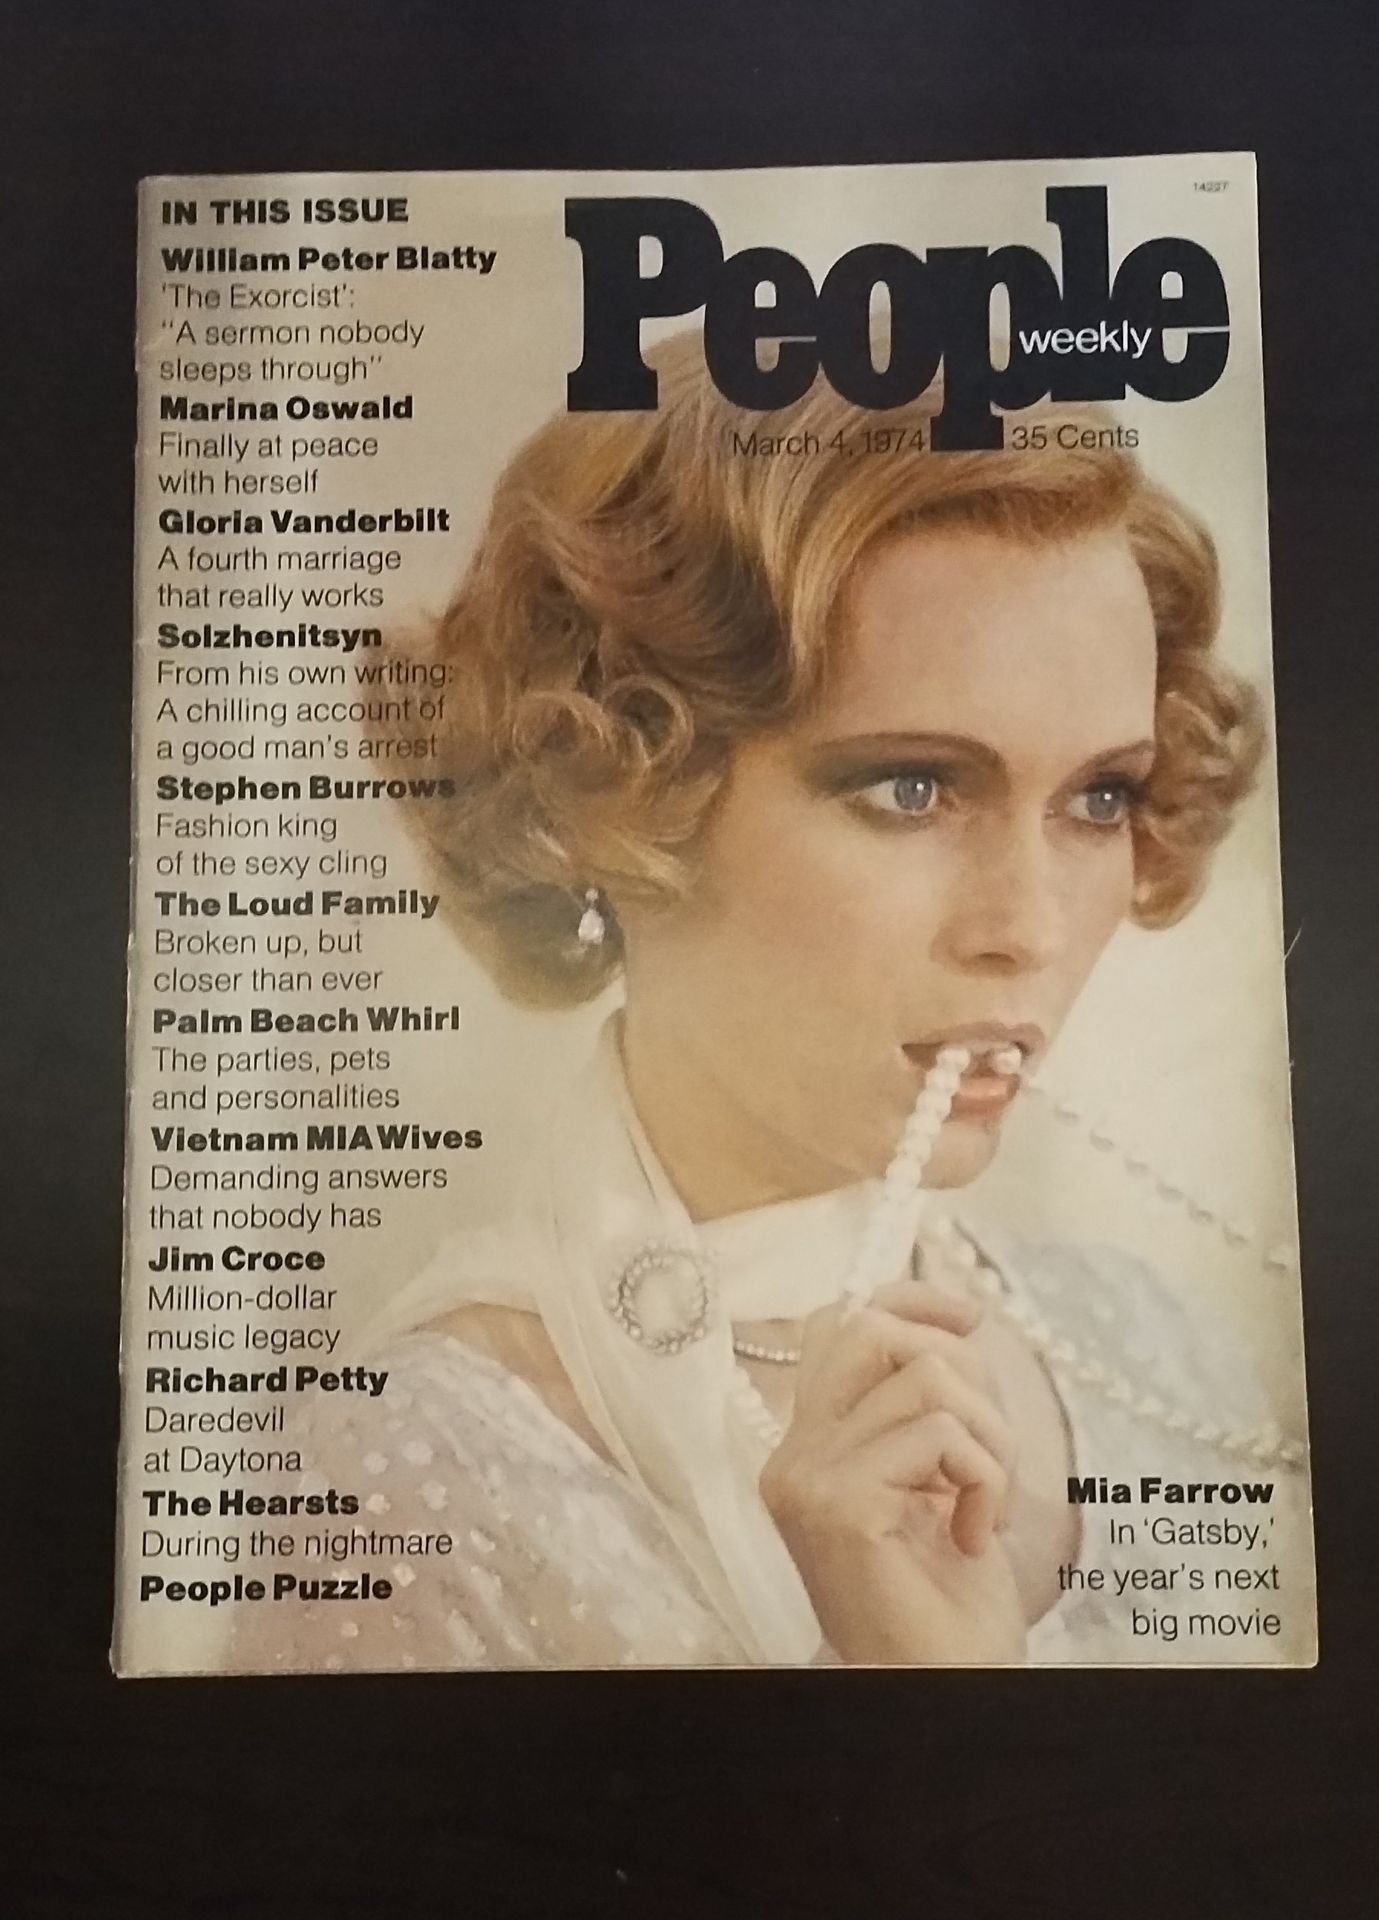 14227
People
weekly
March 4, 1974 35 Cents
IN THIS ISSUE
William Peter Blatty
'The Exorcist':
"A sermon nobody
sleeps through"
Marina Oswald
Finally at peace
with herself
Gloria Vanderbilt
A fourth marriage
that really works
Solzhenitsyn
From his own writing:
A chilling account of
a good man's arrest
Stephen Burrows
Fashion king
of the sexy cling
The Loud Family
Broken up, but
closer than ever
Palm Beach Whirl
The parties, pets
and personalities
Vietnam MIA Wives
Demanding answers
that nobody has
Jim Croce
Million-dollar
music legacy
Richard Petty
Daredevil
at Daytona
The Hearsts
During the nightmare
People Puzzle
Mia Farrow
In 'Gatsby,'
the year's next
big movie